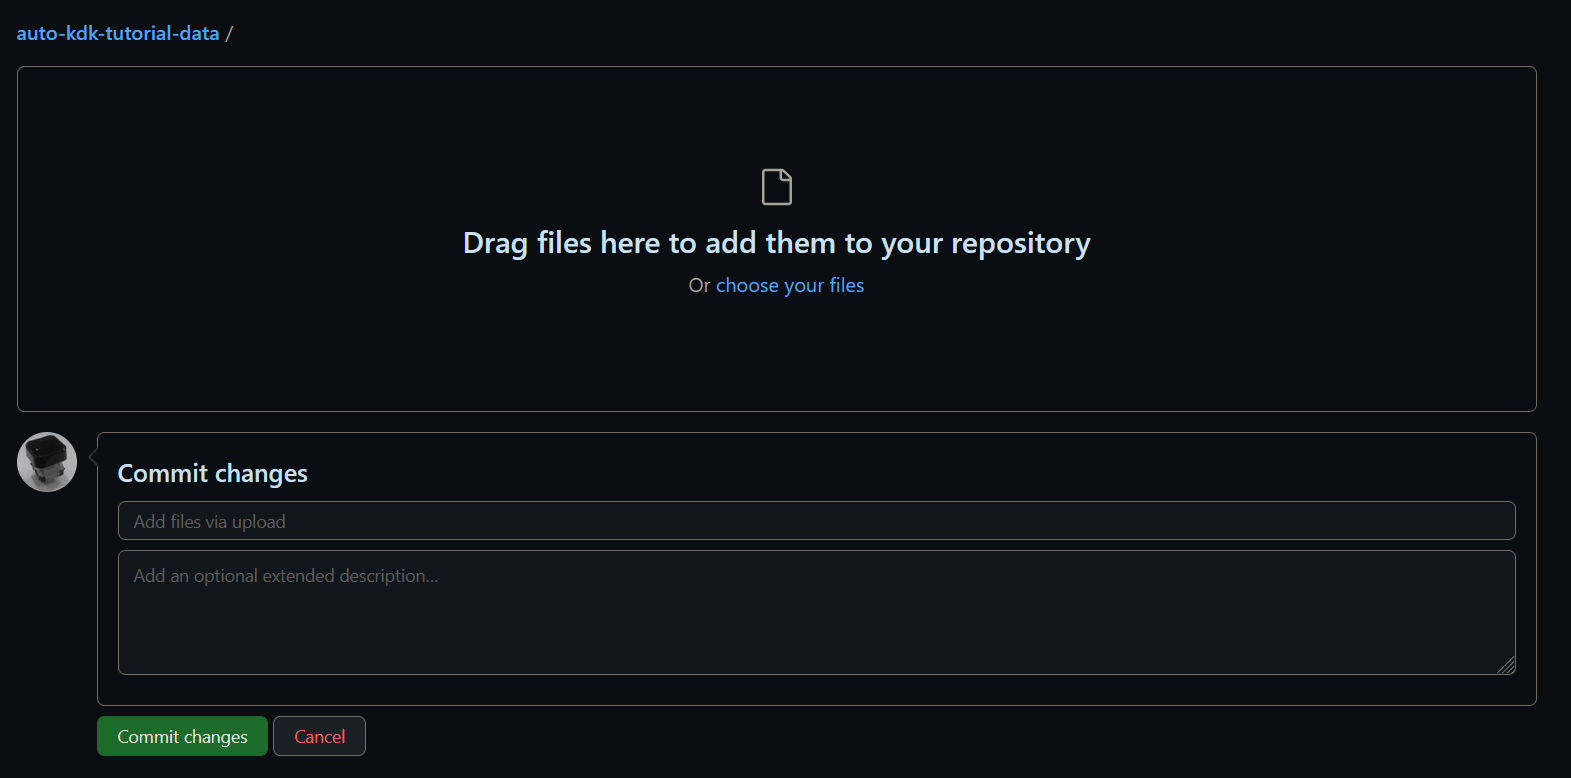 auto-kdk-tutorial-data /
Drag files here to add them to your repository
Or choose your files
Commit changes
Add files via upload
Add an optional extended description...
Commit changes
Cancel